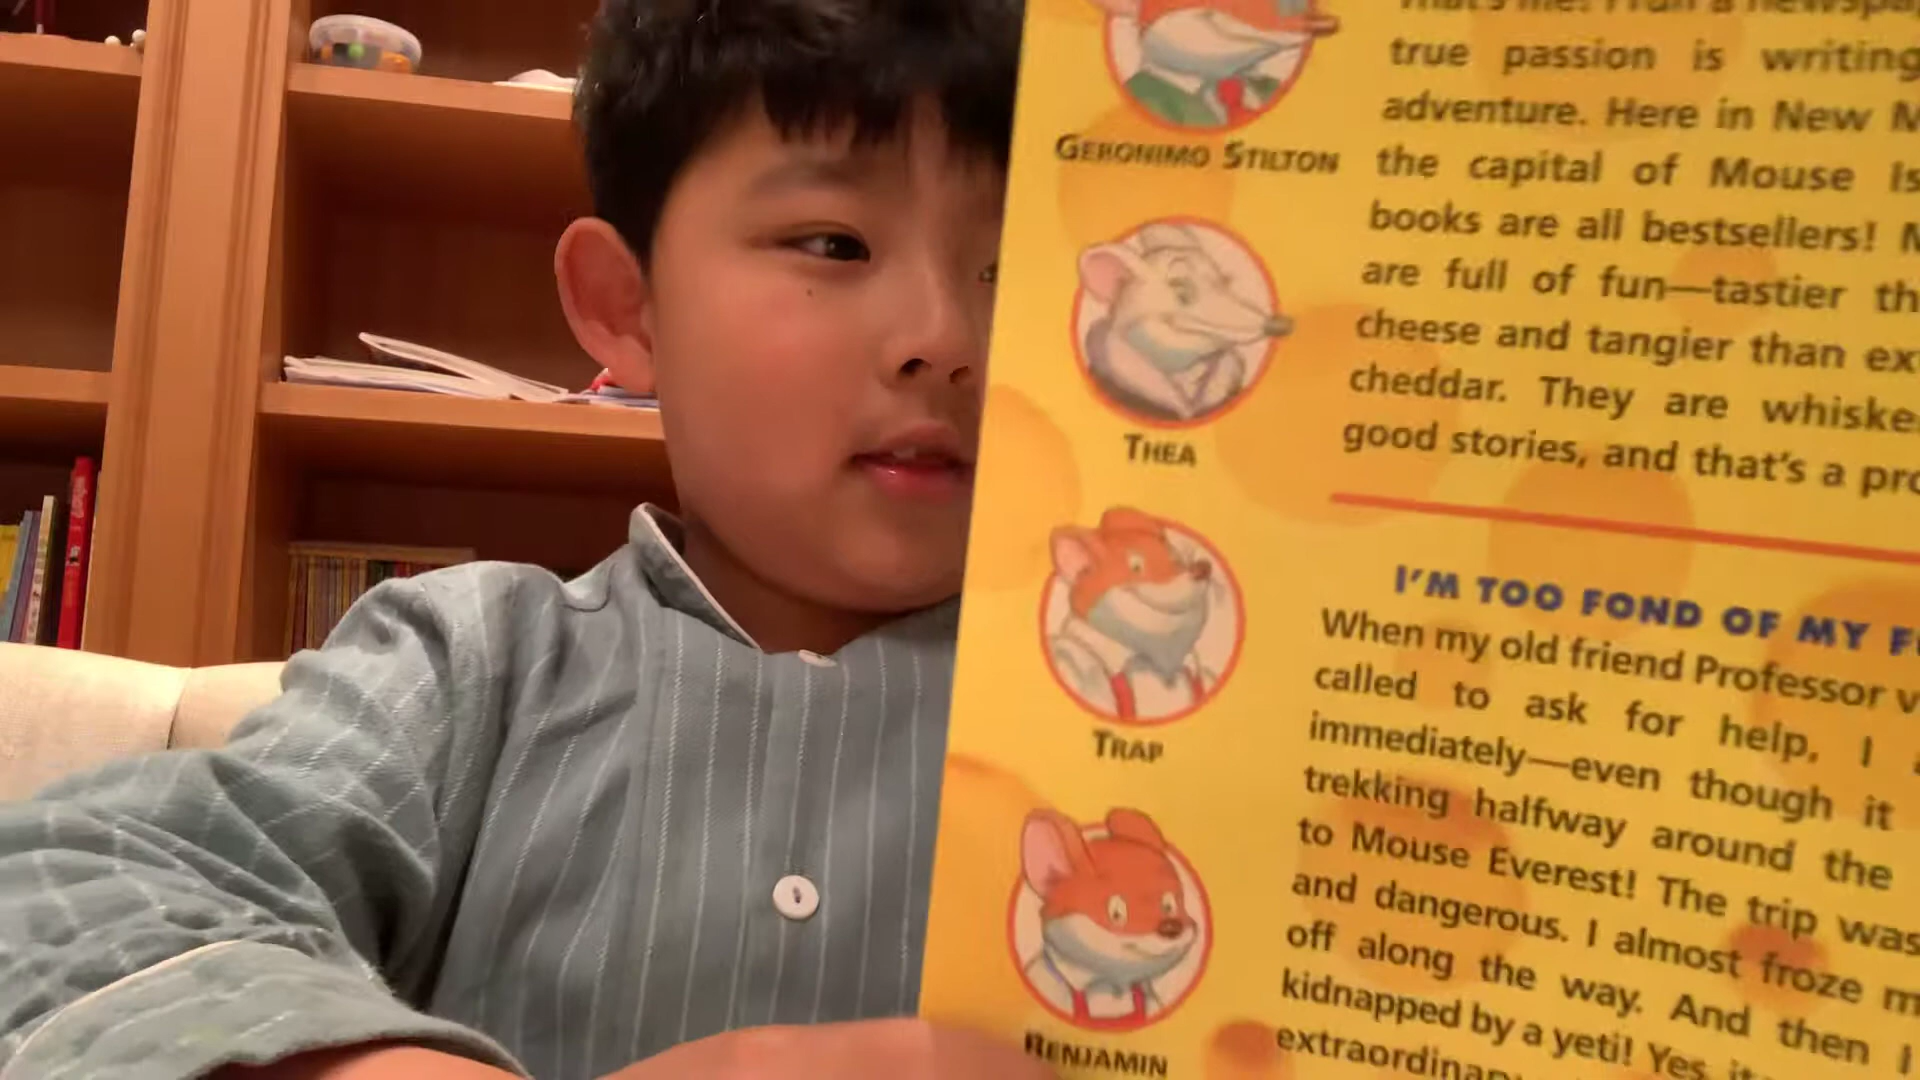 true passion is writing
adventure. Here in New
the capital of Mouse
books are all bestsellers!
are full of fun—tastier
cheese and tangier than
cheddar. They are
good stories, and that's a
GERONIMO STILTON
THEA
TRAP
BENJAMIN
I'M TOO FOND OF MY
When my old friend Professor
called to ask for help, I
immediately—even though it
trekking halfway around the
to Mouse Everest! The trip was
and dangerous. I almost froze
off along the way. And then I
kidnapped by a yeti! Yes,